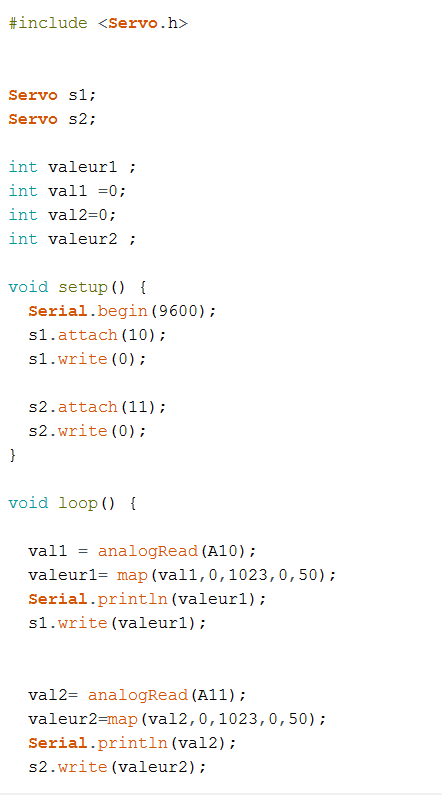 #include <Servo.h>
Servo s1;
Servo s2;
int valeur1 ;
int val1 =0;
int val2=0;
int valeur2 ;
void setup() {
Serial.begin(9600);
s1.attach(10);
s1.write(0);
s2.attach(11);
s2.write(0);
}
void loop() {
val1 = analogRead(A10);
valeur1= map(val1,0,1023,0,50);
Serial.println(valeur1);
s1.write(valeur1);
val2= analogRead(A11);
valeur2=map(val2,0,1023,0,50);
Serial.println(val2);
s2.write(valeur2);